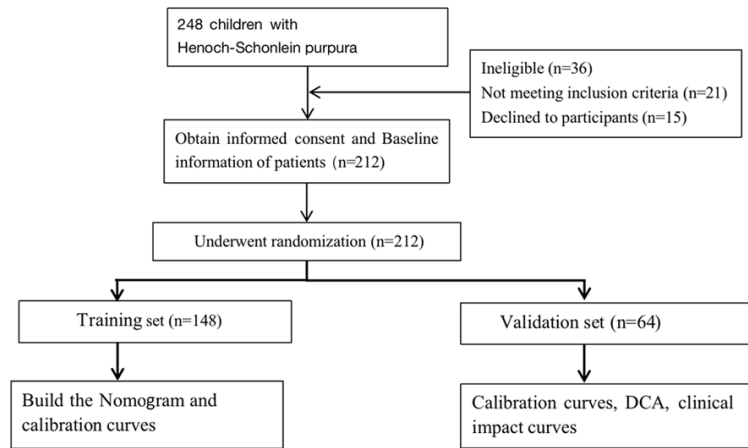 248 children with
Henoch-Schonlein purpura
Ineligible (n=36)
Not meeting inclusion criteria (n=21)
Declined to participants (n=15)
Obtain informed consent and Baseline
information of patients (n=212)
Underwent randomization (n=212)
Training set (n=148)
Validation set (n=64)
Build the Nomogram and
calibration curves
Calibration curves, DCA, clinical
impact curves